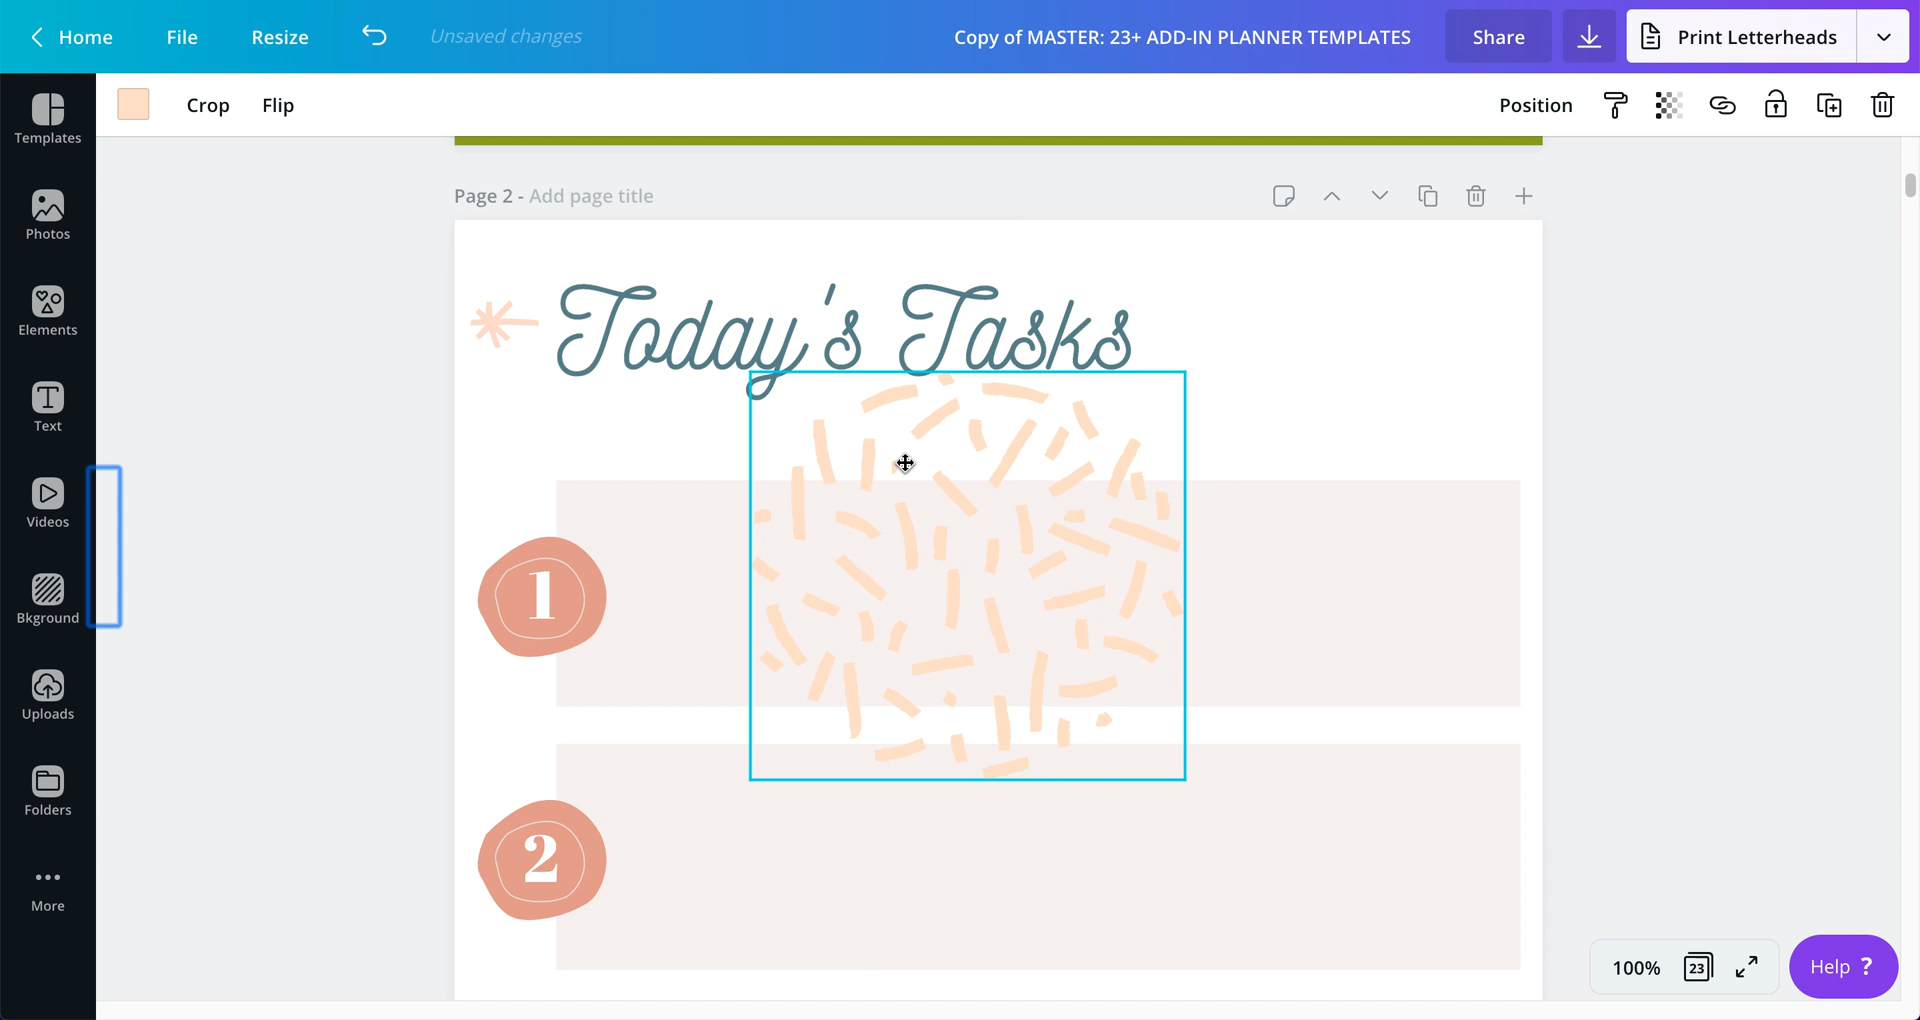 Home File Resize Unsaved changes Copy of MASTER: 23+ ADD-IN PLANNER TEMPLATES Share Print Letterheads
Crop Flip Position
Templates
Photos
Elements
Text
Videos
Bkground
Uploads
Folders
More
Page 2 - Add page title
Today's Tasks
1
2
100% 23 Help ?